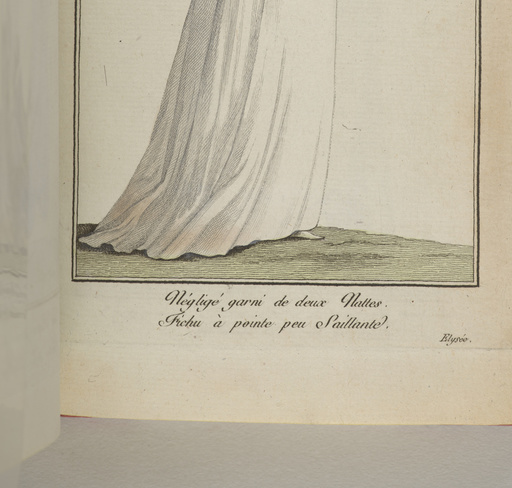 Négligé garni de deux Nattes.
Fichu à pointe peu Saillante.
Elysée.